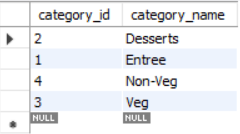 category_id category_name
2 Desserts
1 Entree
4 Non-Veg
3 Veg
NULL NULL